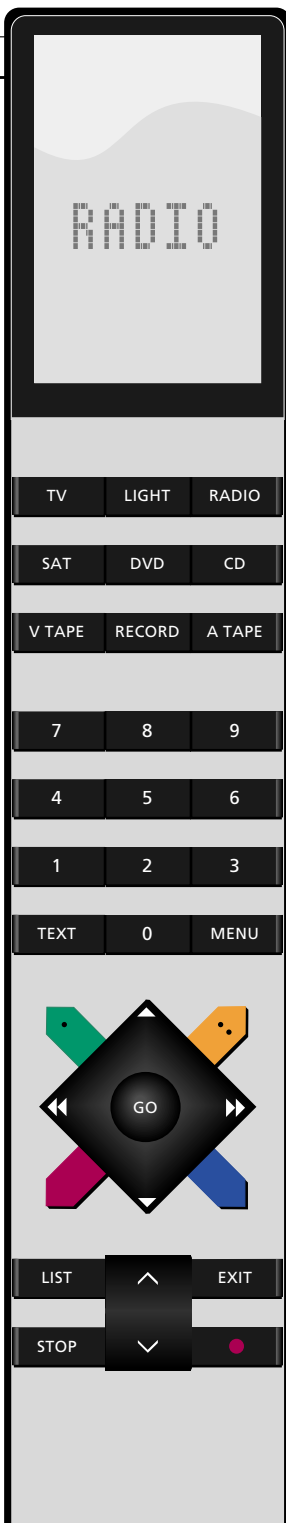 RADIO
TV LIGHT RADIO
SAT DVD CD
V TAPE RECORD A TAPE
7 8 9
4 5 6
1 2 3
TEXT 0 MENU
GO
LIST EXIT
STOP